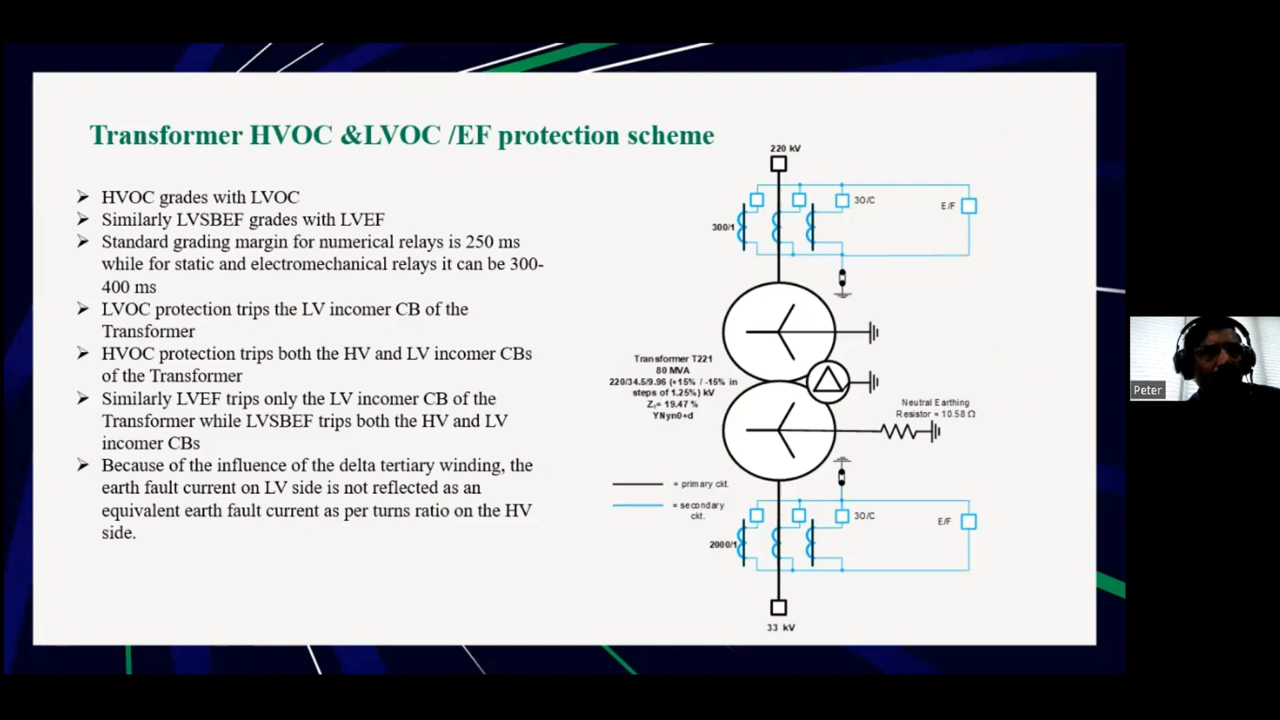 Transformer HVOC &LVOC /EF protection scheme
HVOC grades with LVOC
Similarly LVSBEF grades with LVEF
Standard grading margin for numerical relays is 250 ms
while for static and electromechanical relays it can be 300-
400 ms
LVOC protection trips the LV incomer CB of the
Transformer
HVOC protection trips both the HV and LV incomer CBs
of the Transformer
Similarly LVEF trips only the LV incomer CB of the
Transformer while LVSBEF trips both the HV and LV
incomer CBs
Because of the influence of the delta tertiary winding, the
earth fault current on LV side is not reflected as an
equivalent earth fault current as per turns ratio on the HV
side.
220 kV
3O/C
E/F
300/1
Transformer T221
80 MVA
220/34.5/9.96 (+15% / -15% in
steps of 1.25%) kV
Z₁= 19.47 %
YNyn0+d
Neutral Earthing
Resistor = 10.58 Ω
= primary ckt.
= secondary
ckt.
3O/C
E/F
2000/1
33 kV
Peter